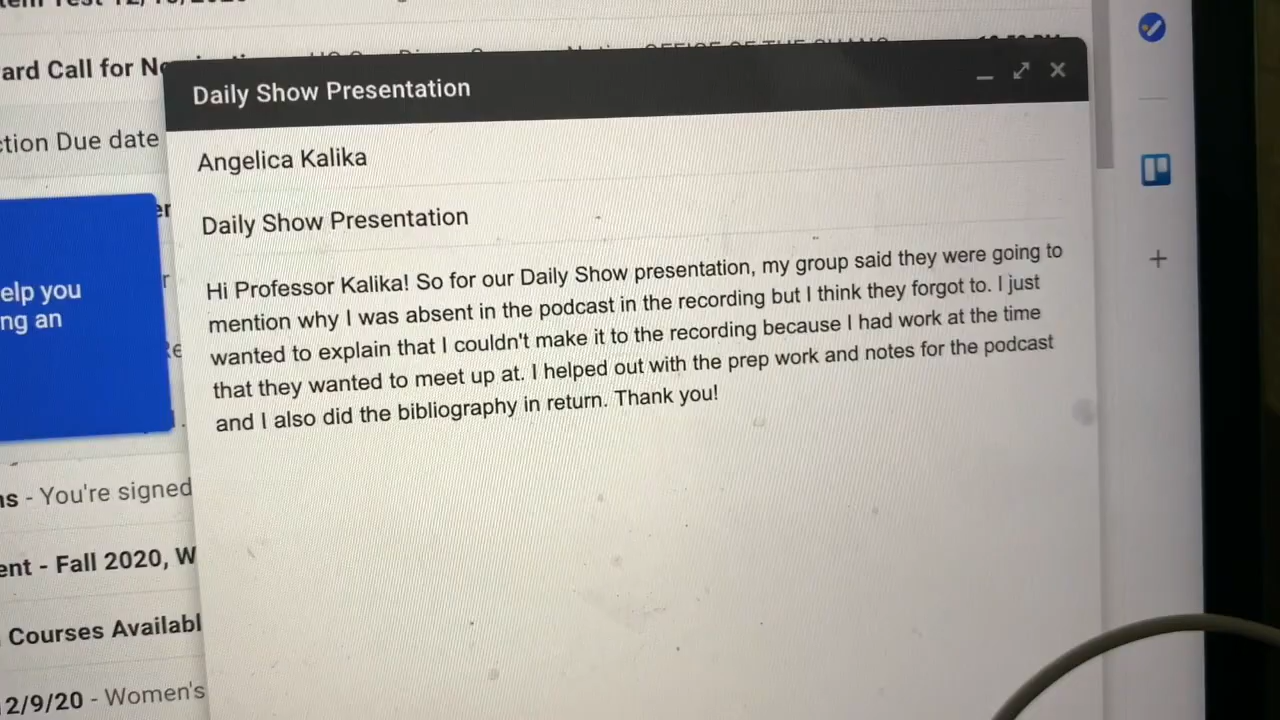 ard Call for
Daily Show Presentation
ction Due date
Angelica Kalika
Daily Show Presentation
elp you
ng an
Hi Professor Kalika! So for our Daily Show presentation, my group said they were going to
mention why I was absent in the podcast in the recording but I think they forgot to. I just
wanted to explain that I couldn't make it to the recording because I had work at the time
that they wanted to meet up at. I helped out with the prep work and notes for the podcast
and I also did the bibliography in return. Thank you!
ns - You're signed
ent - Fall 2020, W
Courses Availabl
2/9/20 - Women's